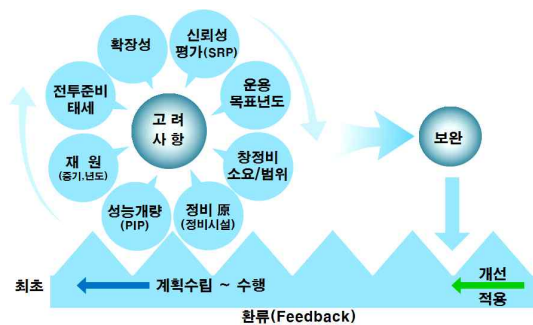 확장성
신뢰성
평가(SRP)
전투준비
태세
운용
목표년도
고 려
사 항
보완
재 원
(중기,년도)
창정비
소요/범위
성능개량
(PIP)
정비 原
(정비시설)
최초
계획수립 ~ 수행
개선
적용
환류(Feedback)